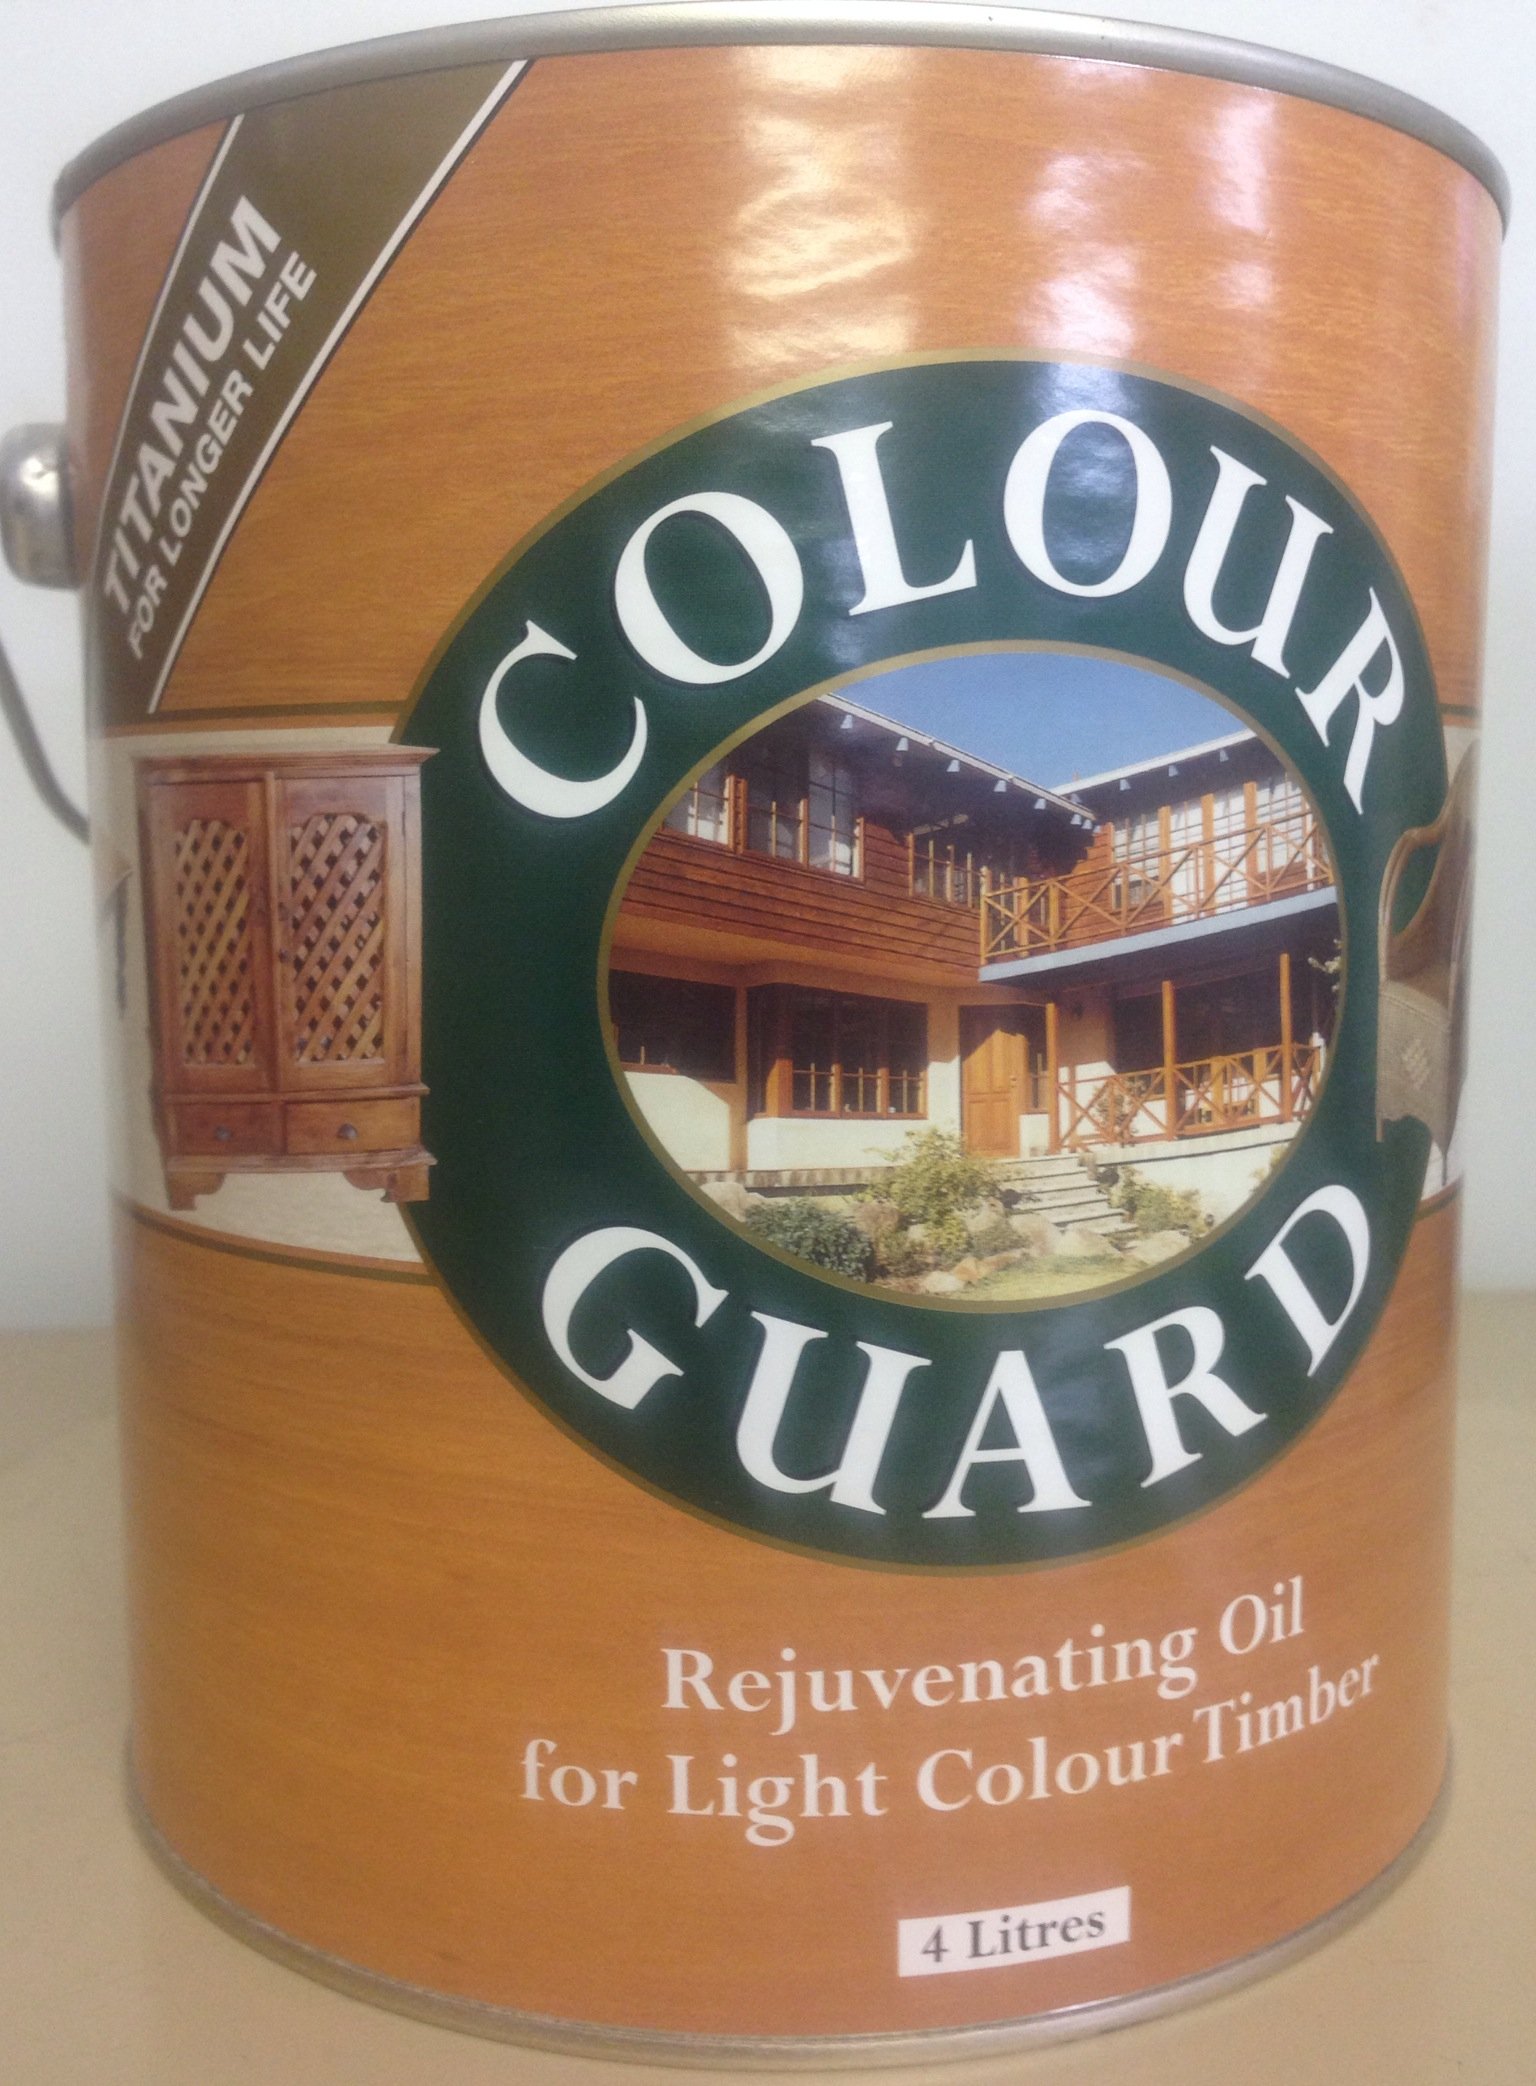 TITANIUM
FOR LONGER LIFE
COLOUR
GUARD
Rejuvenating Oil
for Light Colour Timber
4 Litres